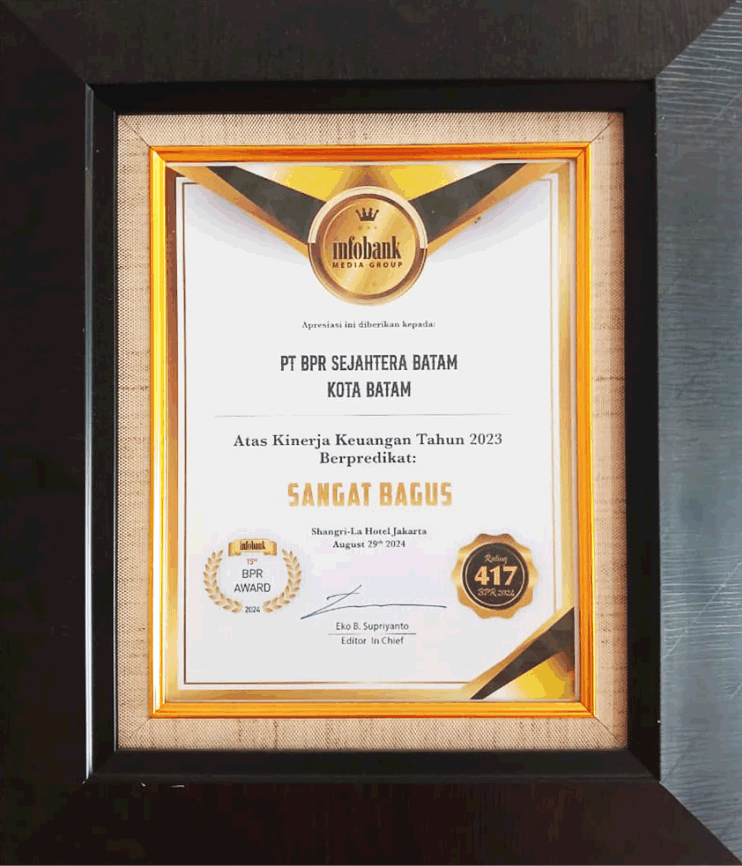 infobank
MEDIA GROUP
Apresiasi ini diberikan kepada:
PT BPR SEJAHTERA BATAM
KOTA BATAM
Atas Kinerja Keuangan Tahun 2023
Berpredikat:
SANGAT BAGUS
Shangri-La Hotel Jakarta
August 29th 2024
infobank
15TH
BPR
AWARD
2024
Rating
417
BPR 2024
Eko B. Supriyanto
Editor In Chief